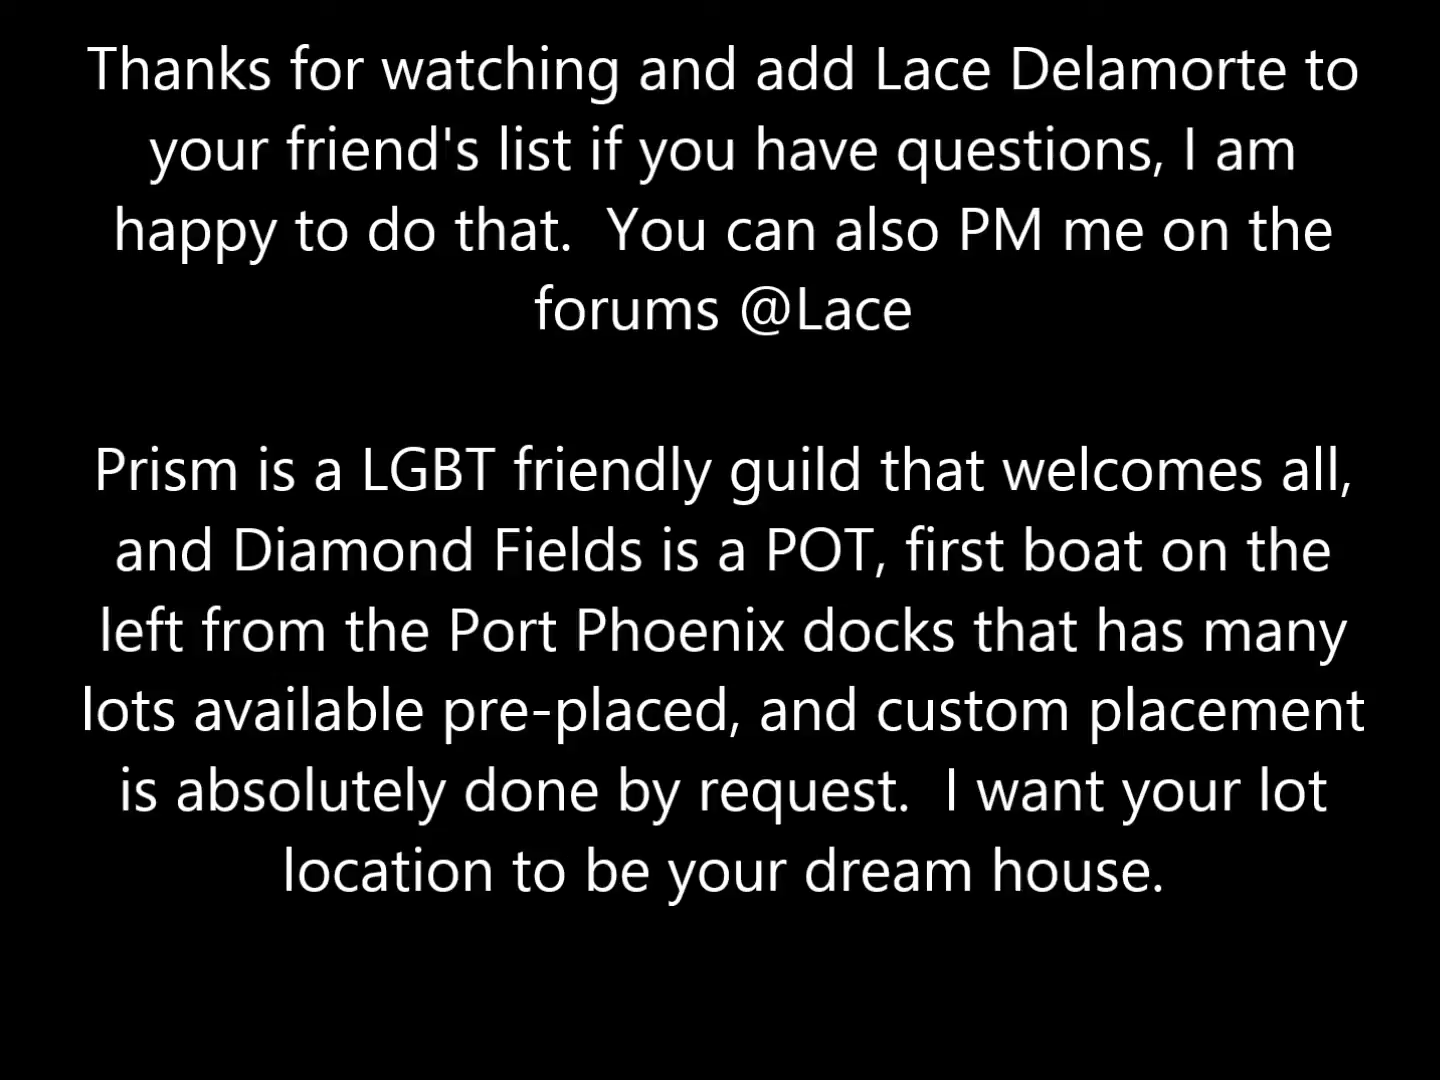 Thanks for watching and add Lace Delamorte to
your friend's list if you have questions, I am
happy to do that.  You can also PM me on the
forums @Lace
Prism is a LGBT friendly guild that welcomes all,
and Diamond Fields is a POT, first boat on the
left from the Port Phoenix docks that has many
lots available pre-placed, and custom placement
is absolutely done by request.  I want your lot
location to be your dream house.